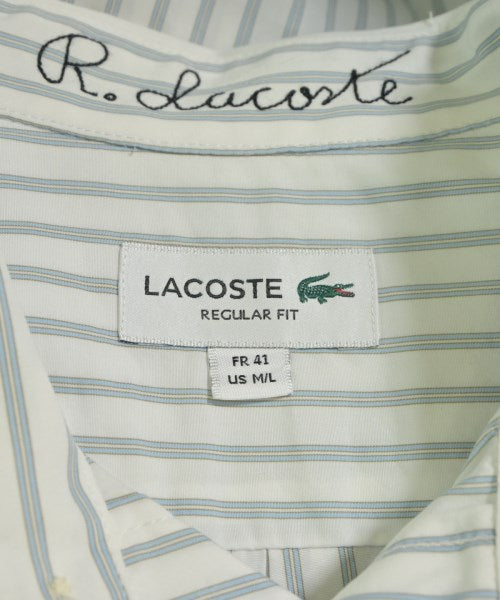 R. Lacoste
LACOSTE
REGULAR FIT
FR 41
US M/L